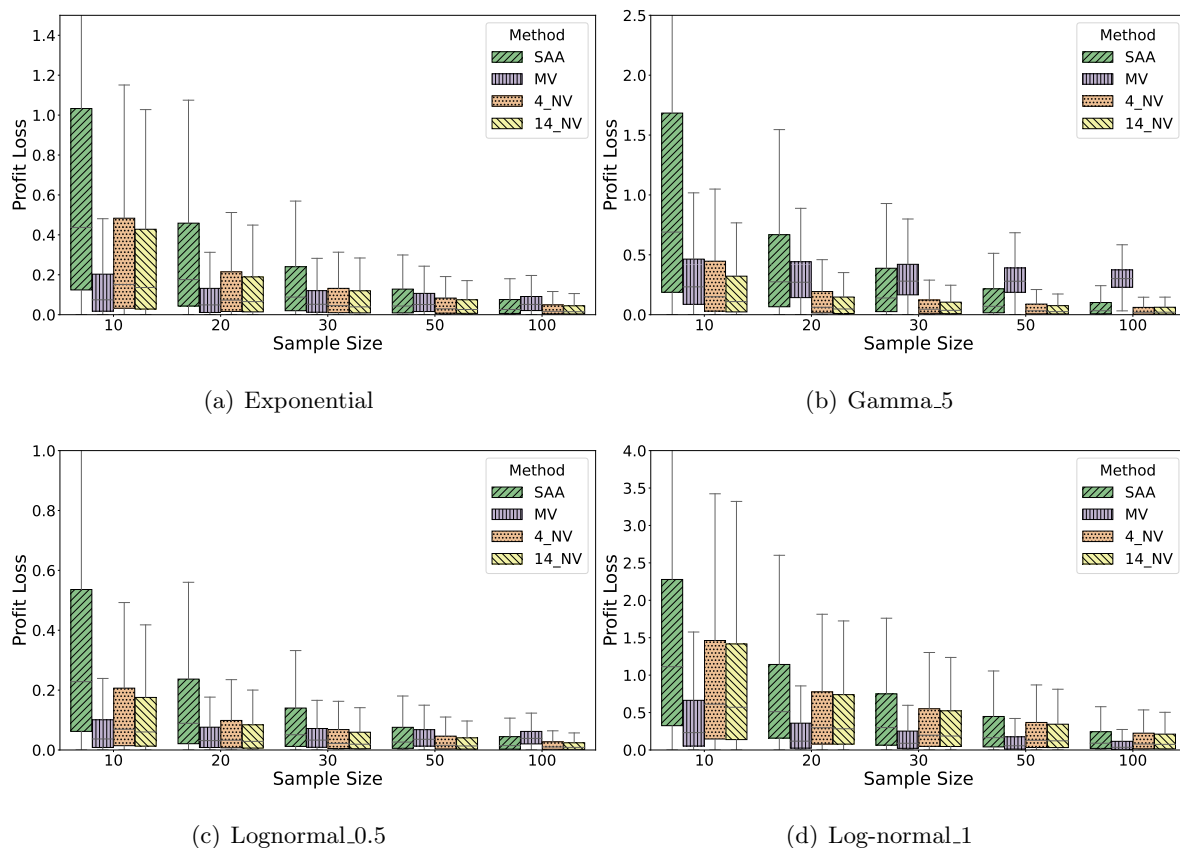 1.4
1.2
1.0
0.8
0.6
0.4
0.2
0.0
Profit Loss
Method
SAA
MV
4_NV
14_NV
10 20 30 50 100
Sample Size
(a) Exponential
2.5
2.0
1.5
1.0
0.5
0.0
Profit Loss
Method
SAA
MV
4_NV
14_NV
10 20 30 50 100
Sample Size
(b) Gamma_5
1.0
0.8
0.6
0.4
0.2
0.0
Profit Loss
Method
SAA
MV
4_NV
14_NV
10 20 30 50 100
Sample Size
(c) Lognormal_0.5
4.0
3.5
3.0
2.5
2.0
1.5
1.0
0.5
0.0
Profit Loss
Method
SAA
MV
4_NV
14_NV
10 20 30 50 100
Sample Size
(d) Log-normal_1